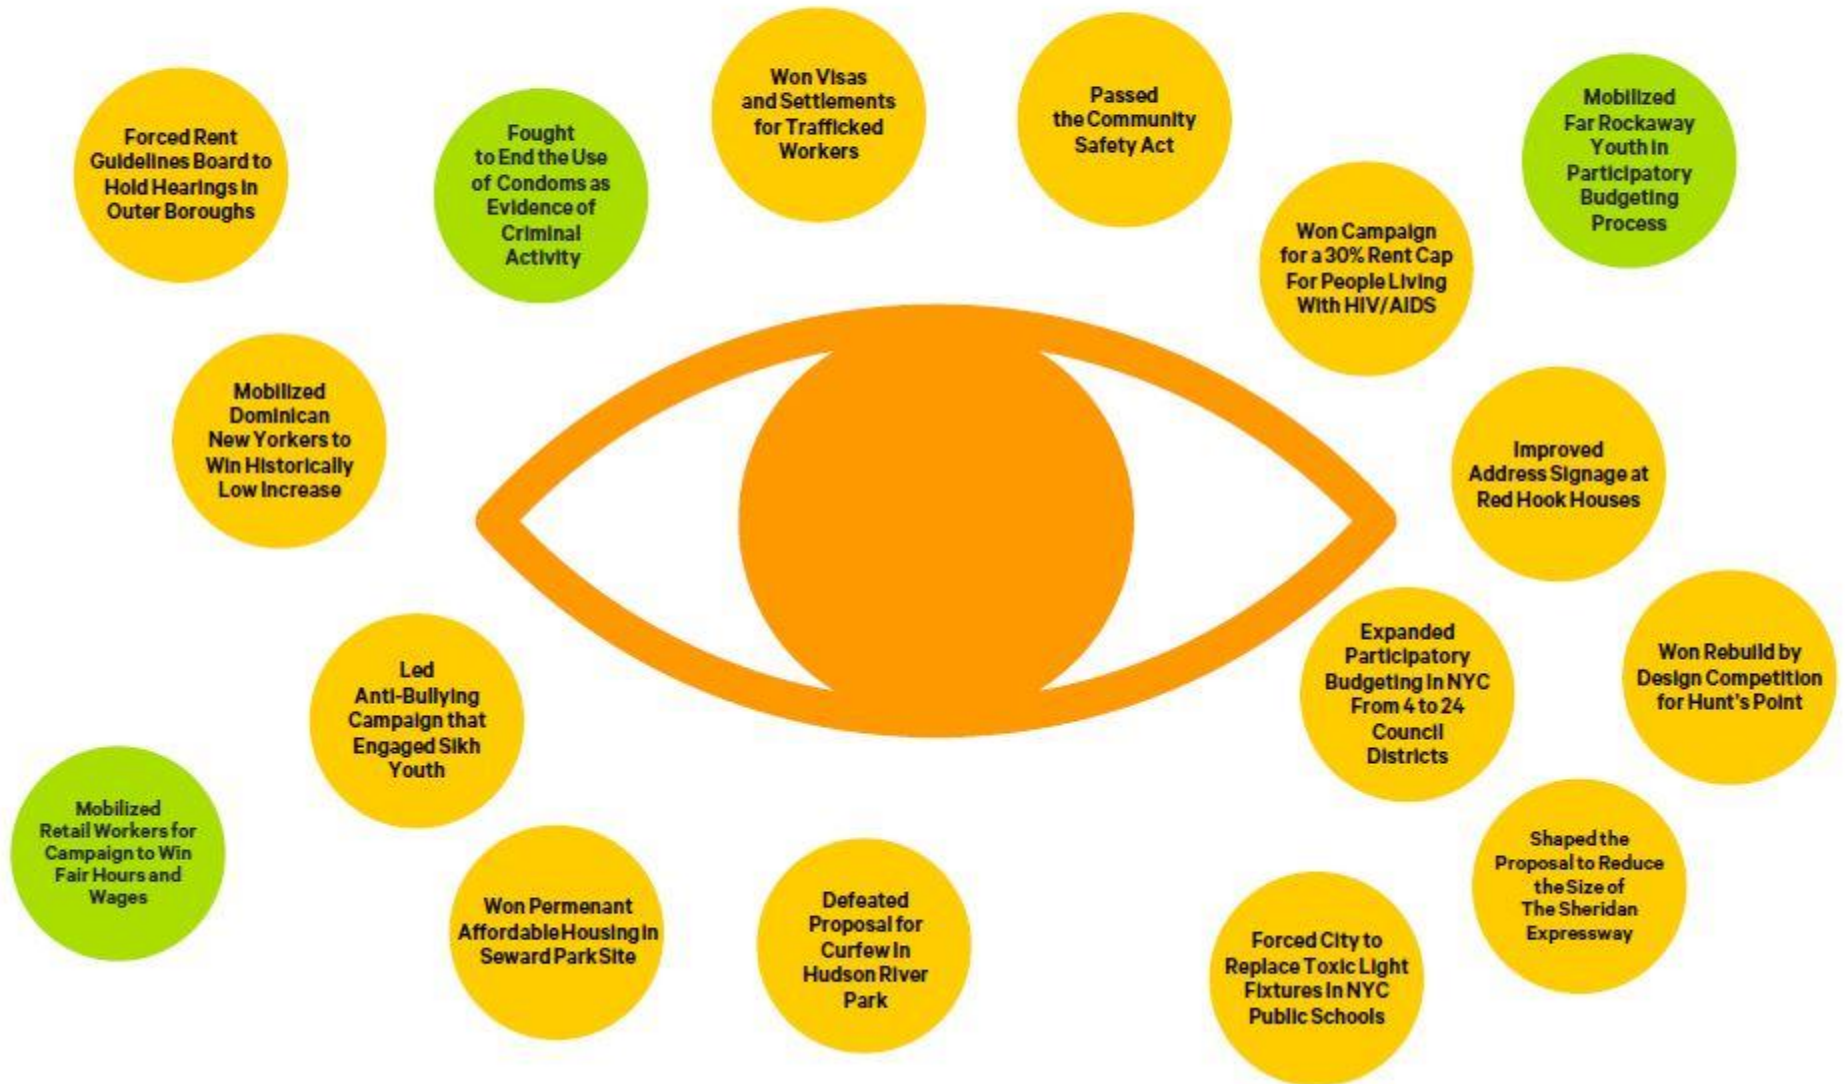 Forced Rent
Guidelines Board to
Hold Hearings in
Outer Boroughs
Fought
to End the Use
of Condoms as
Evidence of
Criminal
Activity
Won Visas
and Settlements
for Trafficked
Workers
Passed
the Community
Safety Act
Mobilized
Far Rockaway
Youth in
Participatory
Budgeting
Process
Won Campaign
for a 30% Rent Cap
For People Living
With HIV/AIDS
Mobilized
Dominican
New Yorkers to
Win Historically
Low Increase
Improved
Address Signage at
Red Hook Houses
Led
Anti-Bullying
Campaign that
Engaged Sikh
Youth
Expanded
Participatory
Budgeting in NYC
From 4 to 24
Council
Districts
Won Rebuild by
Design Competition
for Hunt's Point
Mobilized
Retail Workers for
Campaign to Win
Fair Hours and
Wages
Won Permenant
Affordable Housing in
Seward Park Site
Defeated
Proposal for
Curfew in
Hudson River
Park
Forced City to
Replace Toxic Light
Fixtures in NYC
Public Schools
Shaped the
Proposal to Reduce
the Size of
The Sheridan
Expressway